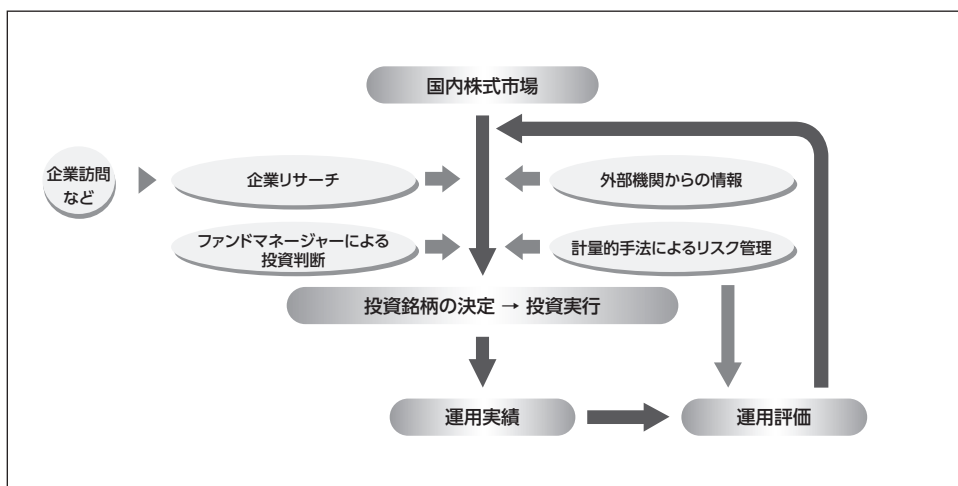 国内株式市場
企業訪問
など
企業リサーチ
外部機関からの情報
ファンドマネージャーによる
投資判断
計量的手法によるリスク管理
投資銘柄の決定 → 投資実行
運用実績
運用評価